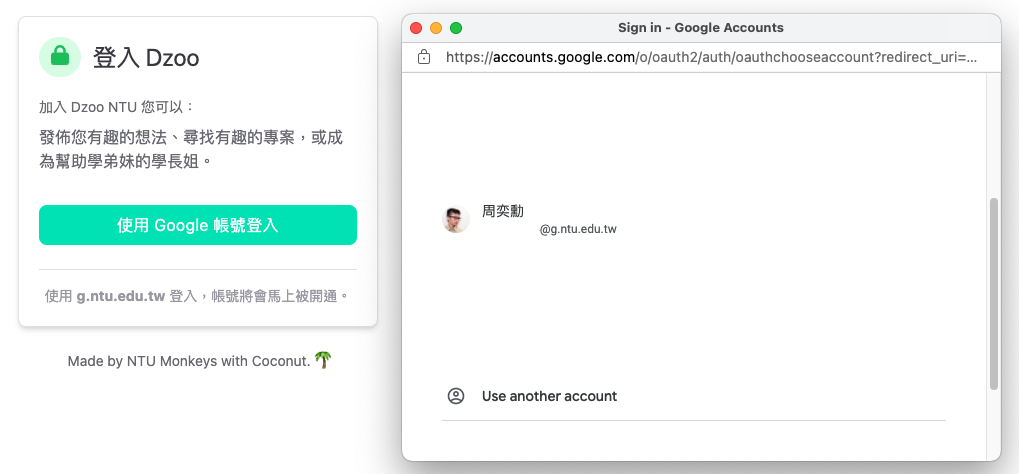 登入 Dzoo
加入 Dzoo NTU 您可以：
發佈您有趣的想法、尋找有趣的專案，或成
為幫助學弟妹的學長姐。
使用 Google 帳號登入
使用 g.ntu.edu.tw 登入，帳號將會馬上被開通。
Made by NTU Monkeys with Coconut. 🌴
Sign in - Google Accounts
https://accounts.google.com/o/oauth2/auth/oauthchooseaccount?redirect_uri=...
周奕勳
@g.ntu.edu.tw
Use another account